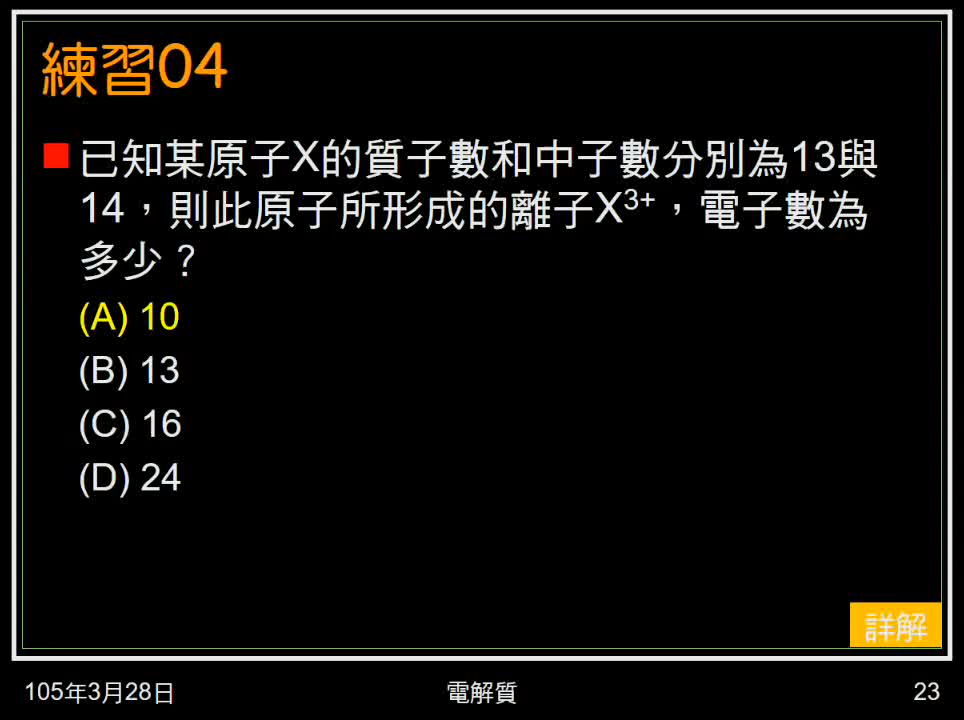 練習04
已知某原子X的質子數和中子數分別為13與
14，則此原子所形成的離子X³⁺，電子數為
多少？
(A) 10
(B) 13
(C) 16
(D) 24
詳解
105年3月28日
電解質
23